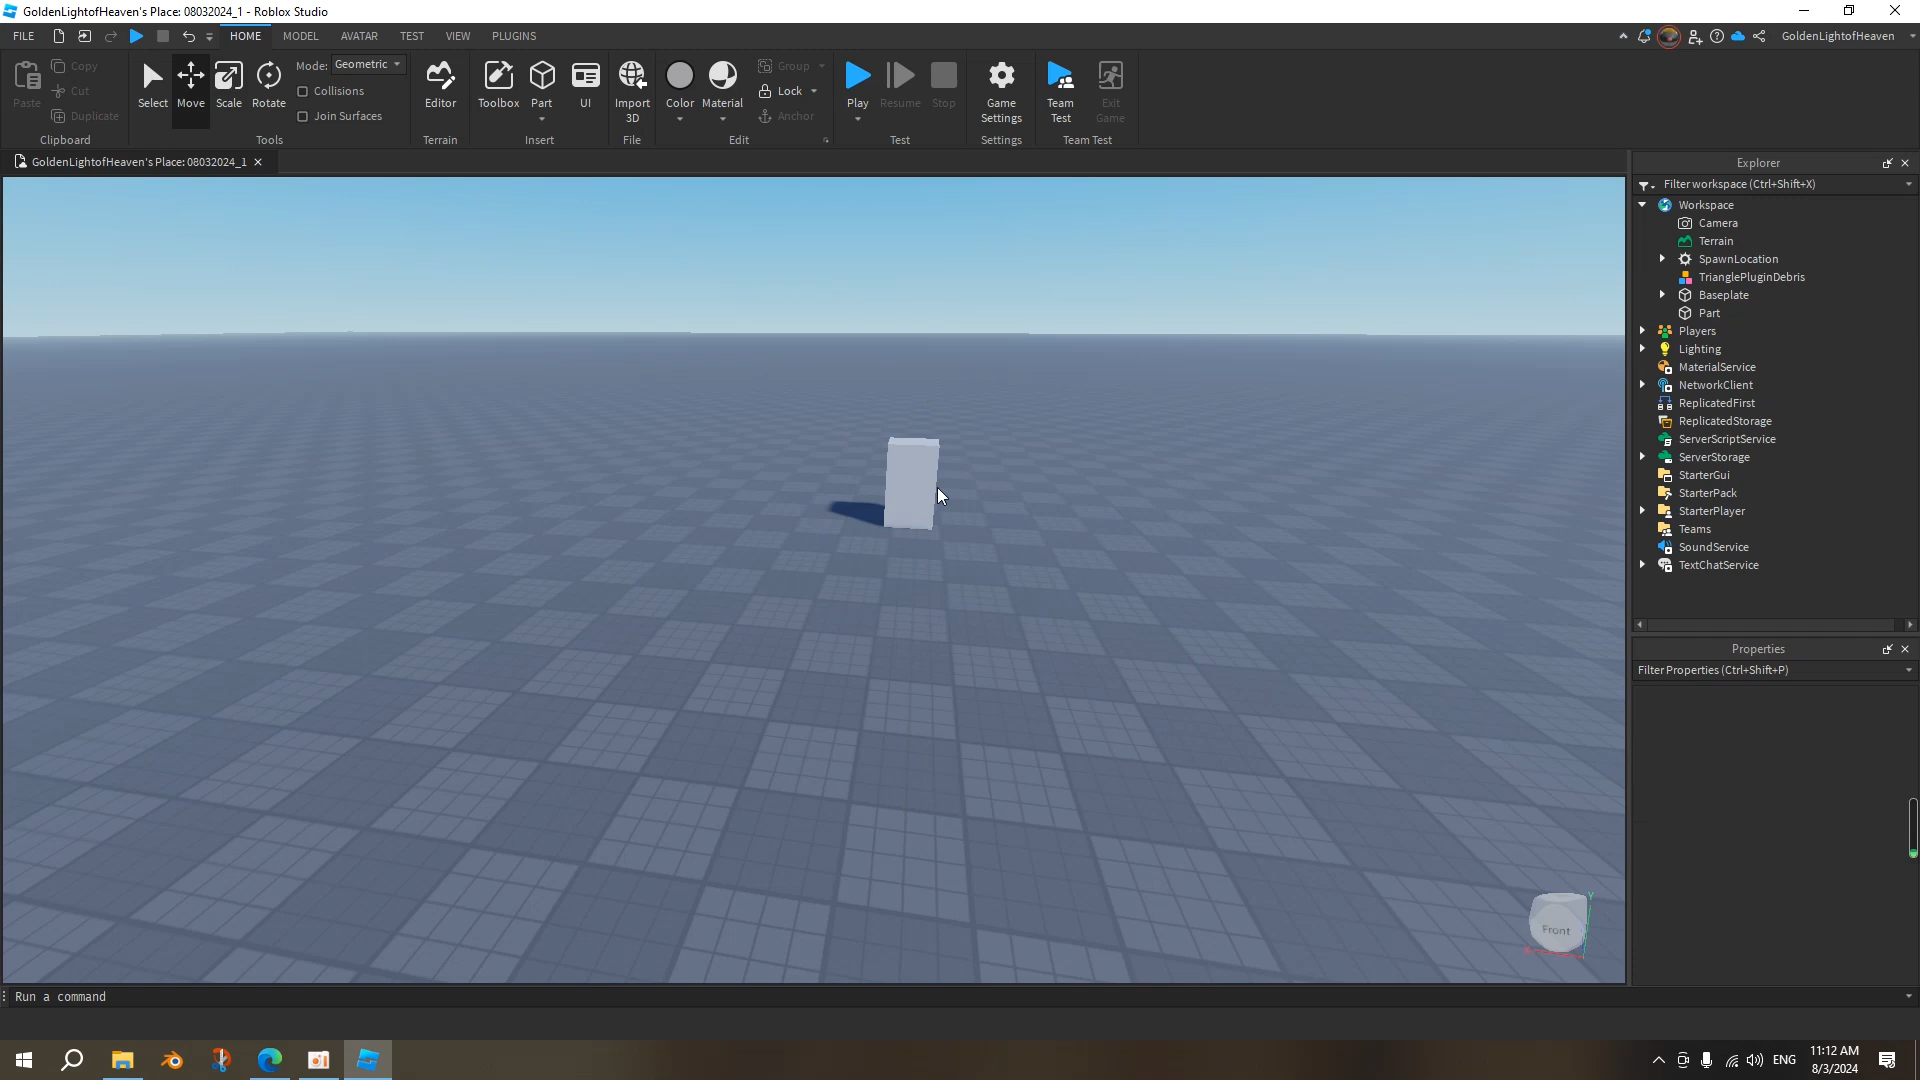 GoldenLightofHeaven's Place: 08032024_1 - Roblox Studio
FILE HOME MODEL AVATAR TEST VIEW PLUGINS GoldenLightofHeaven
Paste Copy Cut Duplicate
Clipboard
Select Move Scale Rotate
Mode: Geometric
Collisions
Join Surfaces
Tools
Editor
Terrain
Toolbox Part UI
Insert
Import 3D
File
Color Material
Group
Lock
Anchor
Edit
Play Resume Stop
Test
Game Settings
Settings
Team Test Exit Game
Team Test
GoldenLightofHeaven's Place: 08032024_1
Explorer
Filter workspace (Ctrl+Shift+X)
Workspace
Camera
Terrain
SpawnLocation
TrianglePluginDebris
Baseplate
Part
Players
Lighting
MaterialService
NetworkClient
ReplicatedFirst
ReplicatedStorage
ServerScriptService
ServerStorage
StarterGui
StarterPack
StarterPlayer
Teams
SoundService
TextChatService
Properties
Filter Properties (Ctrl+Shift+P)
Y
Front
Run a command
ENG
11:12 AM
8/3/2024